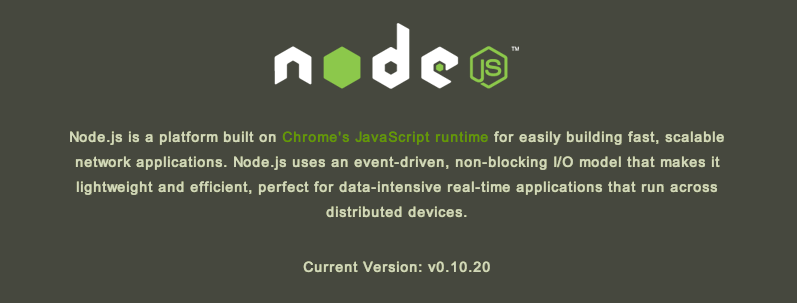 node JS ™
Node.js is a platform built on Chrome's JavaScript runtime for easily building fast, scalable
network applications. Node.js uses an event-driven, non-blocking I/O model that makes it
lightweight and efficient, perfect for data-intensive real-time applications that run across
distributed devices.
Current Version: v0.10.20